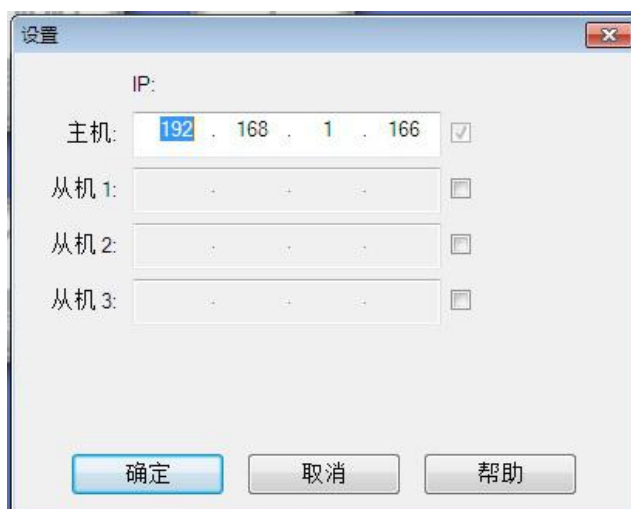 设置
IP:
主机: 192 . 168 . 1 . 166
从机 1: . . .
从机 2: . . .
从机 3: . . .
确定 取消 帮助